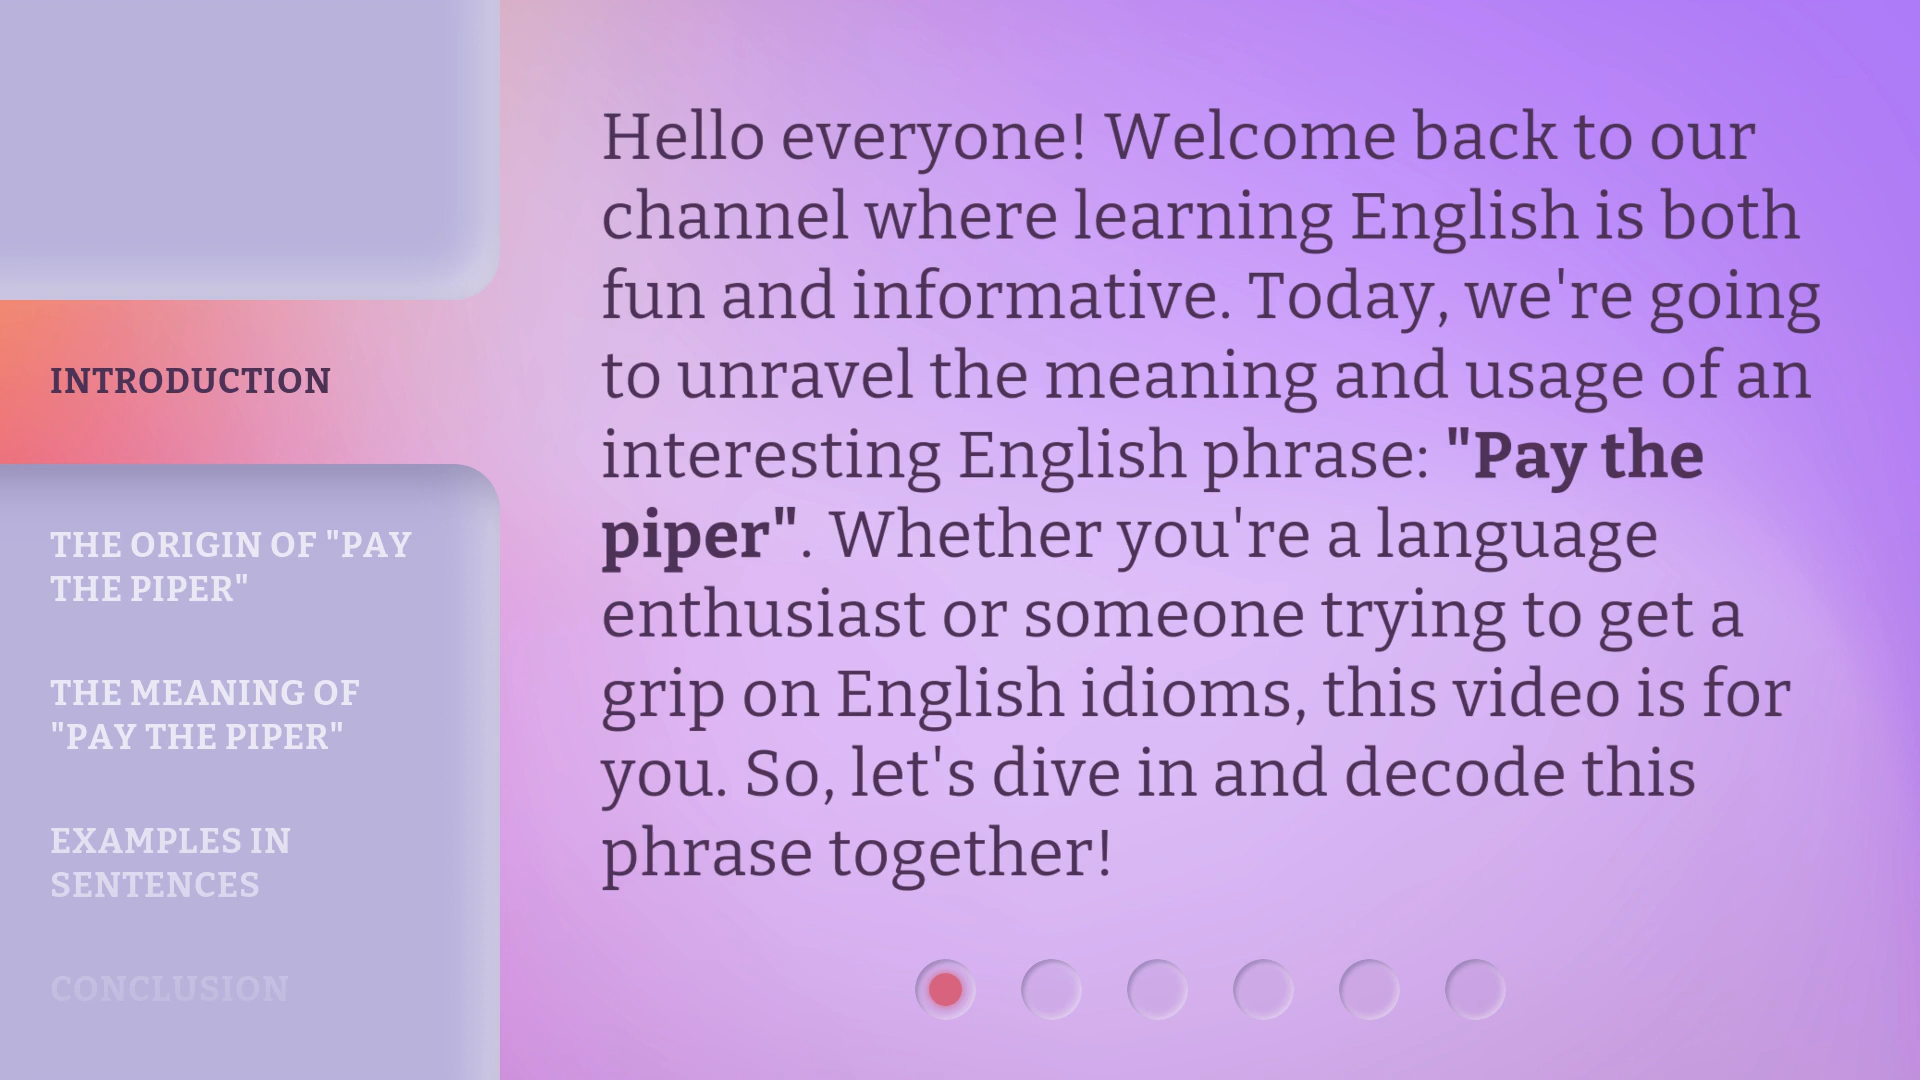 INTRODUCTION
THE ORIGIN OF "PAY
THE PIPER"
THE MEANING OF
"PAY THE PIPER"
EXAMPLES IN
SENTENCES
CONCLUSION
Hello everyone! Welcome back to our
channel where learning English is both
fun and informative. Today, we're going
to unravel the meaning and usage of an
interesting English phrase: "Pay the
piper". Whether you're a language
enthusiast or someone trying to get a
grip on English idioms, this video is for
you. So, let's dive in and decode this
phrase together!